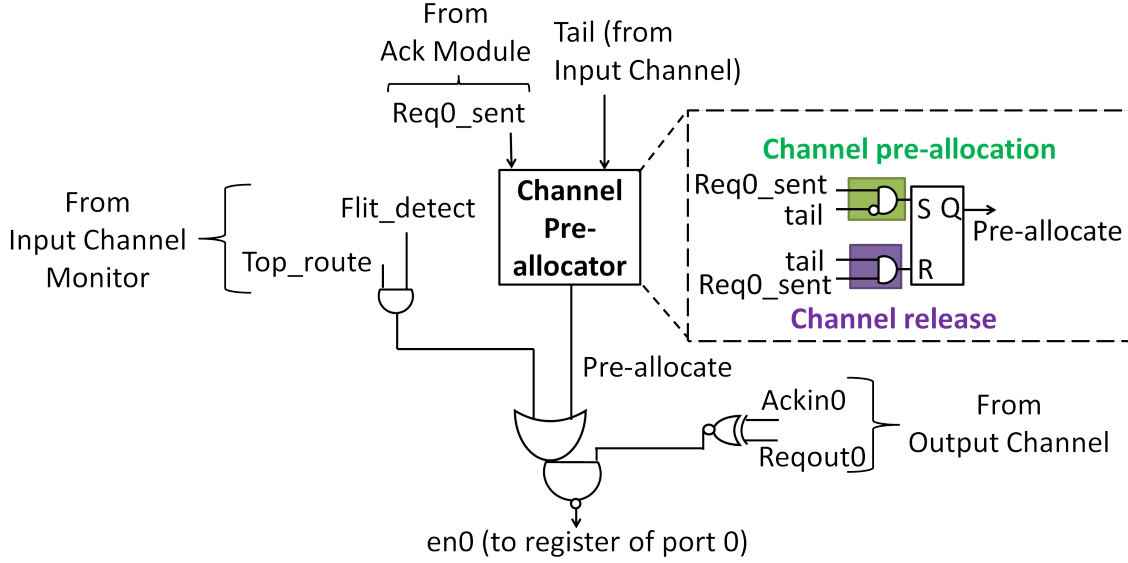 From
Ack Module
Req0_sent
Tail (from
Input Channel)
Channel
Pre-
allocator
Channel pre-allocation
Req0_sent
tail
S Q
Pre-allocate
tail
Req0_sent
R
Channel release
From
Input Channel
Monitor
Flit_detect
Top_route
Pre-allocate
Ackin0
Reqout0
From
Output Channel
en0 (to register of port 0)